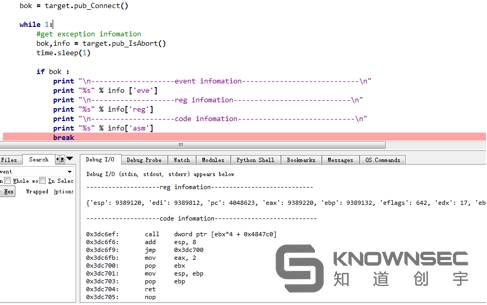 bok = target.pub_Connect()
while 1:
#get exception infomation
bok,info = target.pub_IsAbort()
time.sleep(1)
if bok :
print "\n--------------------event infomation----------------------------\n"
print "%s" % info ['eve']
print "\n--------------------reg infomation----------------------------\n"
print "%s" % info['reg']
print "\n--------------------code infomation----------------------------\n"
print "%s" % info['asm']
break
Files Search
Debug I/O Debug Probe Watch Modules Python Shell Bookmarks Messages OS Commands
Debug I/O (stdin, stdout, stderr) appears below
--------------------reg infomation----------------------------
{'esp': 9389120, 'edi': 9389812, 'pc': 4048623, 'eax': 9389220, 'ebp': 9389132, 'eflags': 642, 'edx': 17, 'eb
--------------------code infomation----------------------------
0x3dc6ef: call dword ptr [ebx*4 + 0x4847c0]
0x3dc6f6: add esp, 8
0x3dc6f9: jmp 0x3dc700
0x3dc6fb: mov eax, 2
0x3dc700: pop ebx
0x3dc701: mov esp, ebp
0x3dc703: pop ebp
0x3dc704: ret
0x3dc705: nop
Whole wo In Selec
Wrapped Options
KNOWNSEC
知道创宇